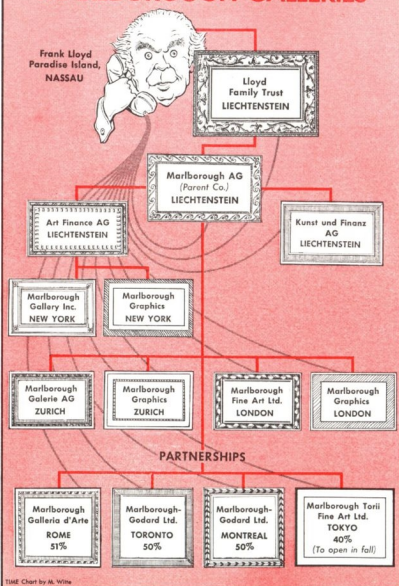 Frank Lloyd
Paradise Island,
NASSAU
Lloyd
Family Trust
LIECHTENSTEIN
Marlborough AG
(Parent Co.)
LIECHTENSTEIN
Art Finance AG
LIECHTENSTEIN
Kunst und Finanz
AG
LIECHTENSTEIN
Marlborough
Gallery Inc.
NEW YORK
Marlborough
Graphics
NEW YORK
Marlborough
Galerie AG
ZURICH
Marlborough
Graphics
ZURICH
Marlborough
Fine Art Ltd.
LONDON
Marlborough
Graphics
LONDON
PARTNERSHIPS
Marlborough
Galleria d'Arte
ROME
51%
Marlborough-
Godard Ltd.
TORONTO
50%
Marlborough-
Godard Ltd.
MONTREAL
50%
Marlborough Torii
Fine Art Ltd.
TOKYO
40%
(To open in fall)
TIME Chart by M. Witte